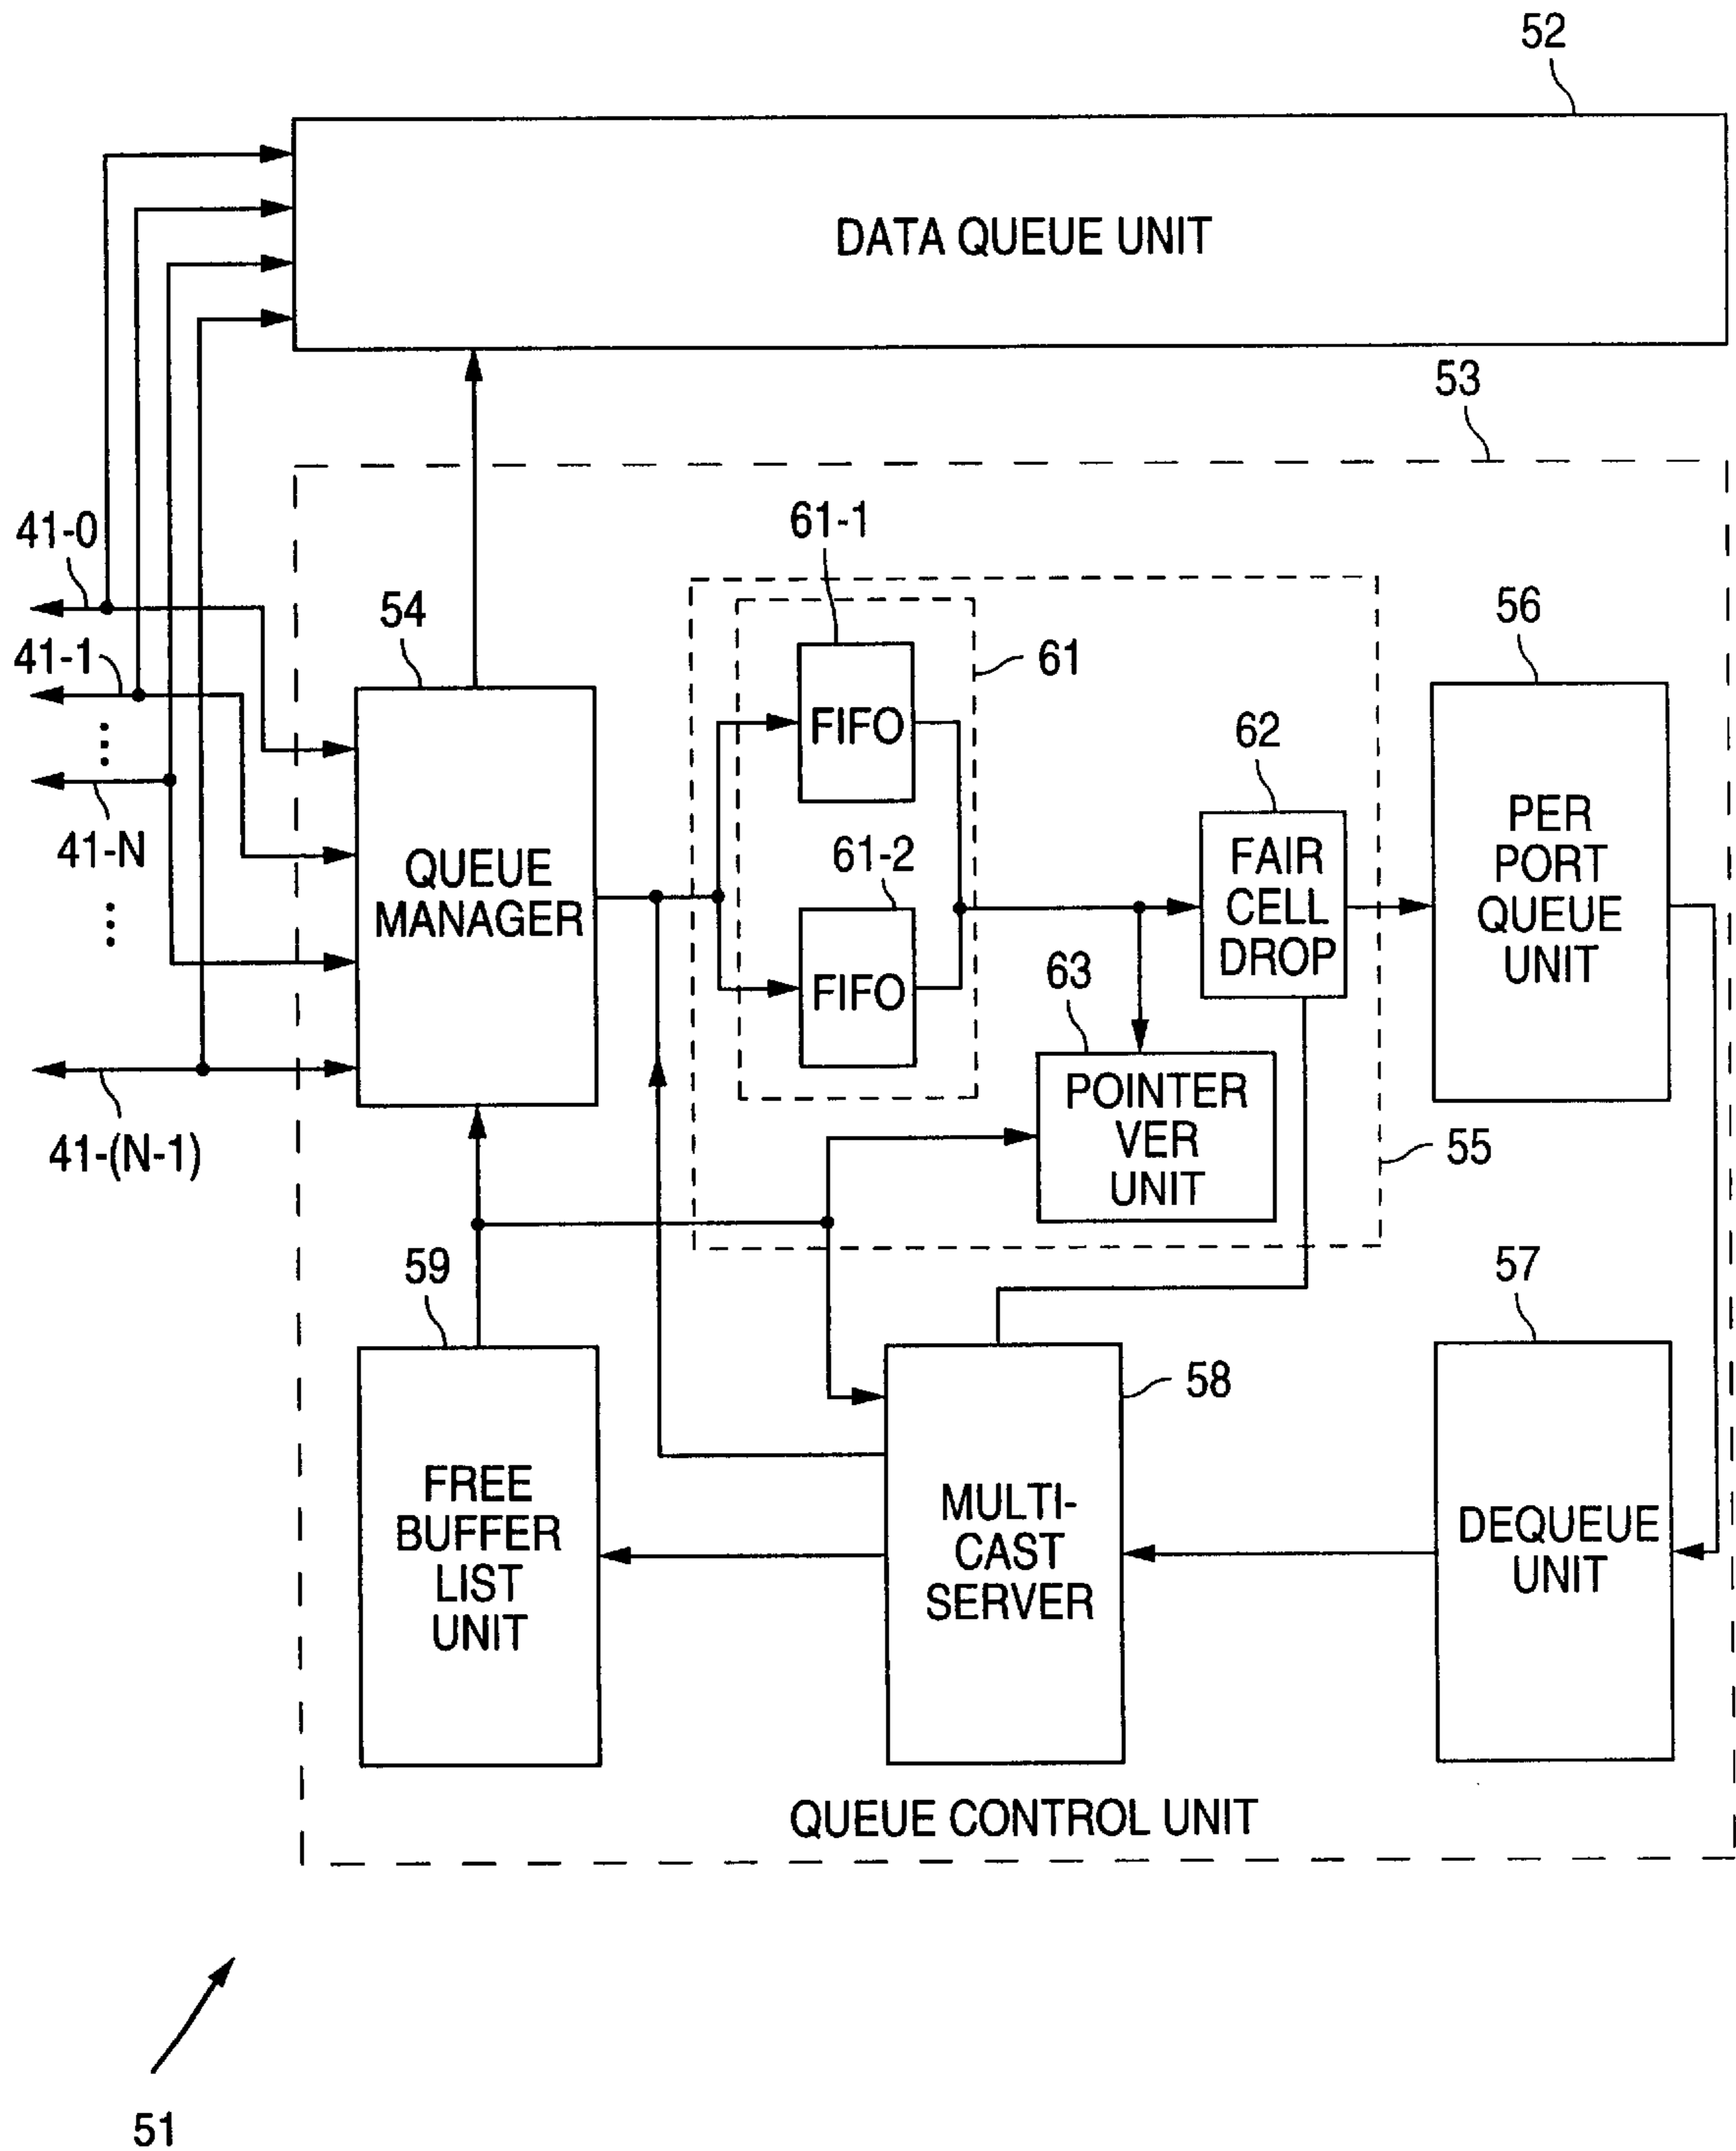 52
DATA QUEUE UNIT
53
41-0
61-1
54
56
41-1
61
FIFO
62
...
PER
PORT
QUEUE
UNIT
41-N
61-2
FAIR
CELL
DROP
QUEUE
MANAGER
...
63
FIFO
POINTER
VER
UNIT
41-(N-1)
55
59
57
58
FREE
BUFFER
LIST
UNIT
MULTI-
CAST
SERVER
DEQUEUE
UNIT
QUEUE CONTROL UNIT
51